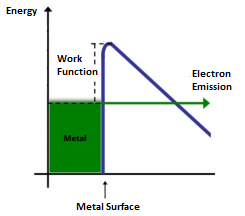 Energy
Work
Function
Electron
Emission
Metal
Metal Surface